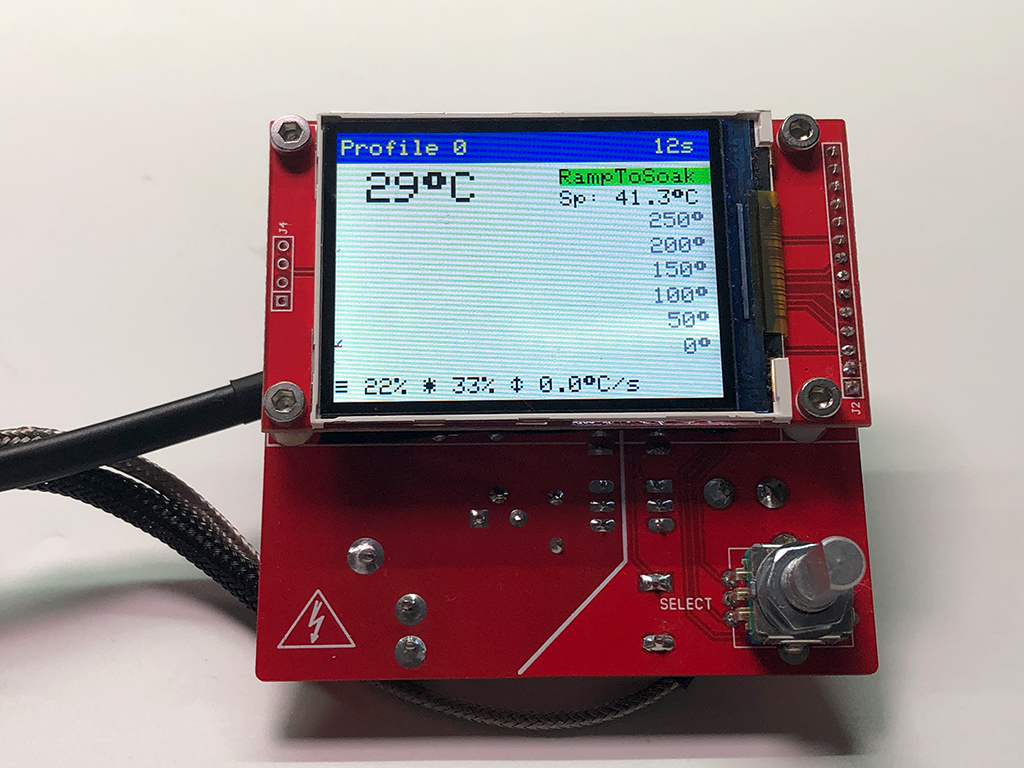 Profile 0 12s
29°C
RampToSoak
Sp: 41.3°C
250°
200°
150°
100°
50°
0°
≡ 22% * 33% ↕ 0.0°C/s
J4
J2
SELECT